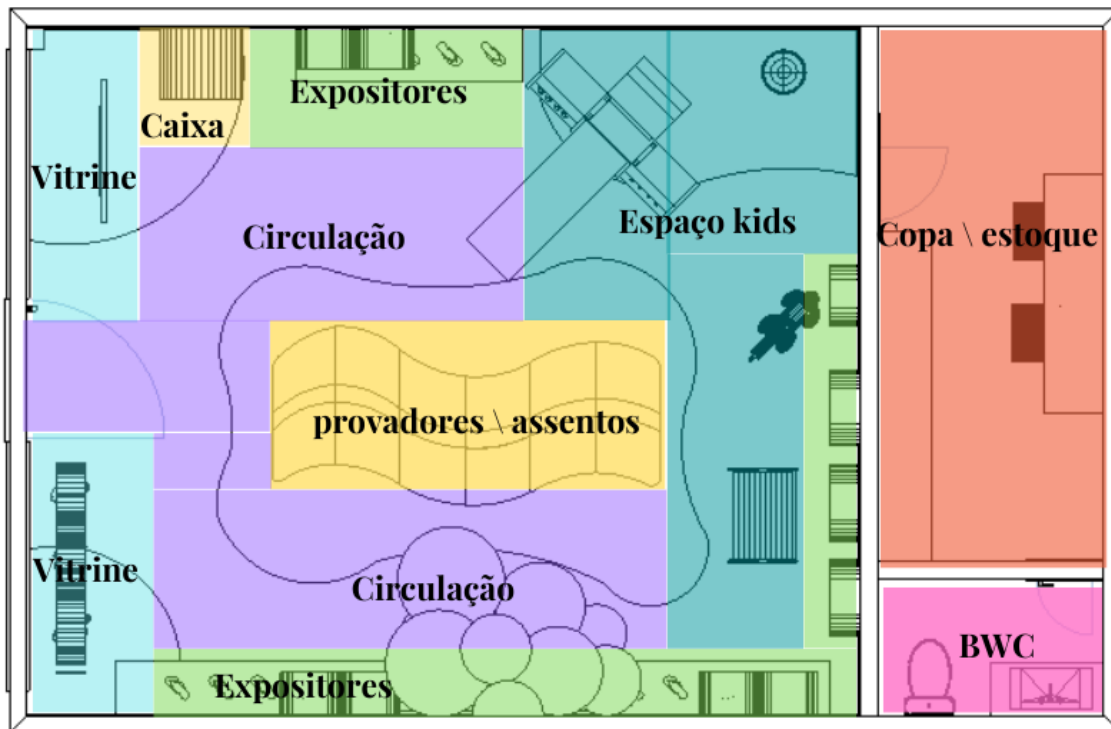 Expositores
Caixa
Vitrine
Circulação
Espaço kids
Copa \ estoque
provadores \ assentos
Vitrine
Circulação
BWC
Expositores